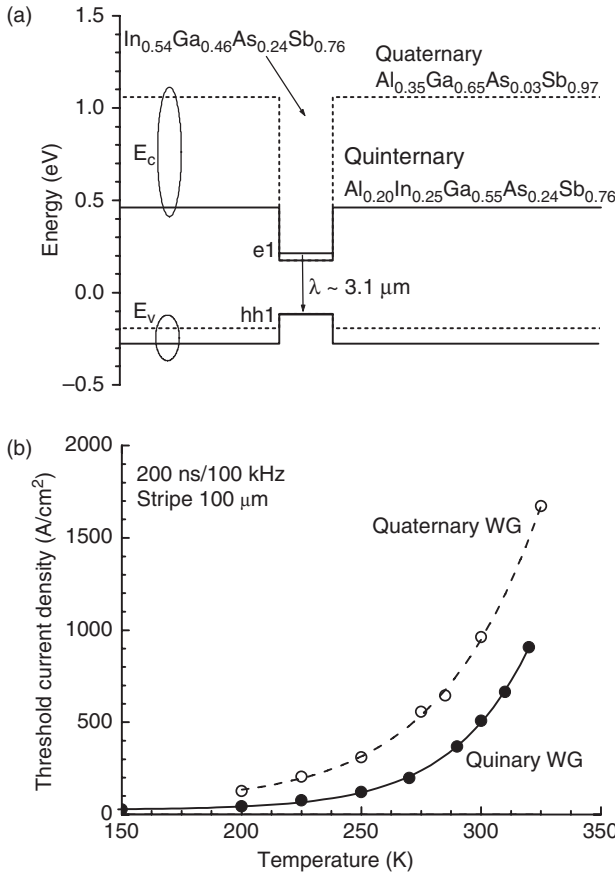 (a)
In0.54Ga0.46As0.24Sb0.76
Quaternary
Al0.35Ga0.65As0.03Sb0.97
1.5
1.0
0.5
0.0
−0.5
Energy (eV)
Ec
Quinternary
Al0.20In0.25Ga0.55As0.24Sb0.76
e1
λ ~ 3.1 μm
Ev
hh1
(b)
2000
1500
1000
500
0
Threshold current density (A/cm2)
200 ns/100 kHz
Stripe 100 μm
Quaternary WG
Quinary WG
150
200
250
300
350
Temperature (K)